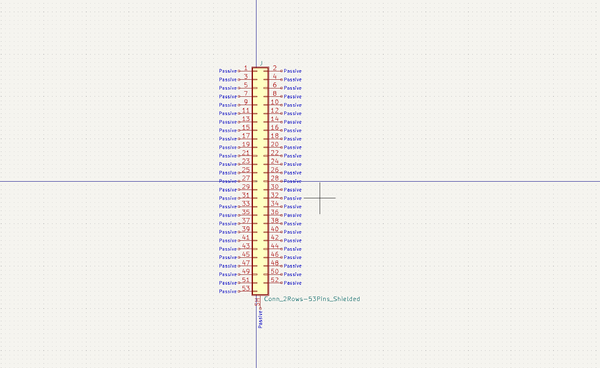 J
Passive 1 2 Passive
Passive 3 4 Passive
Passive 5 6 Passive
Passive 7 8 Passive
Passive 9 10 Passive
Passive 11 12 Passive
Passive 13 14 Passive
Passive 15 16 Passive
Passive 17 18 Passive
Passive 19 20 Passive
Passive 21 22 Passive
Passive 23 24 Passive
Passive 25 26 Passive
Passive 27 28 Passive
Passive 29 30 Passive
Passive 31 32 Passive
Passive 33 34 Passive
Passive 35 36 Passive
Passive 37 38 Passive
Passive 39 40 Passive
Passive 41 42 Passive
Passive 43 44 Passive
Passive 45 46 Passive
Passive 47 48 Passive
Passive 49 50 Passive
Passive 51 52 Passive
Passive 53
Conn_2Rows-53Pins_Shielded
Passive